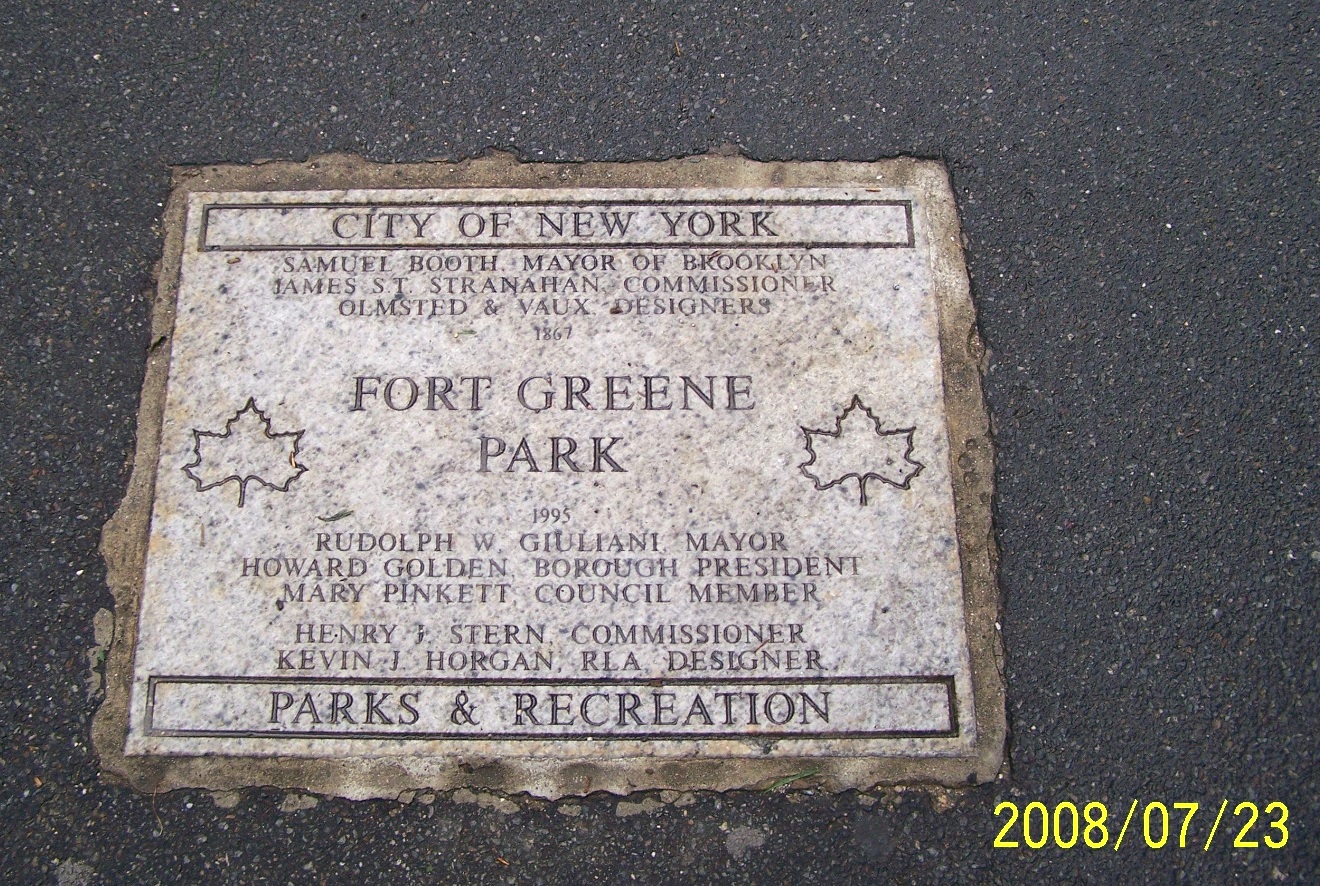 CITY OF NEW YORK
SAMUEL BOOTH, MAYOR OF BROOKLYN
JAMES S.T. STRANAHAN, COMMISSIONER
OLMSTED & VAUX, DESIGNERS
1867
FORT GREENE
PARK
1995
RUDOLPH W. GIULIANI, MAYOR
HOWARD GOLDEN, BOROUGH PRESIDENT
MARY PINKETT, COUNCIL MEMBER
HENRY J. STERN, COMMISSIONER
KEVIN J. HORGAN, RLA, DESIGNER
PARKS & RECREATION
2008/07/23